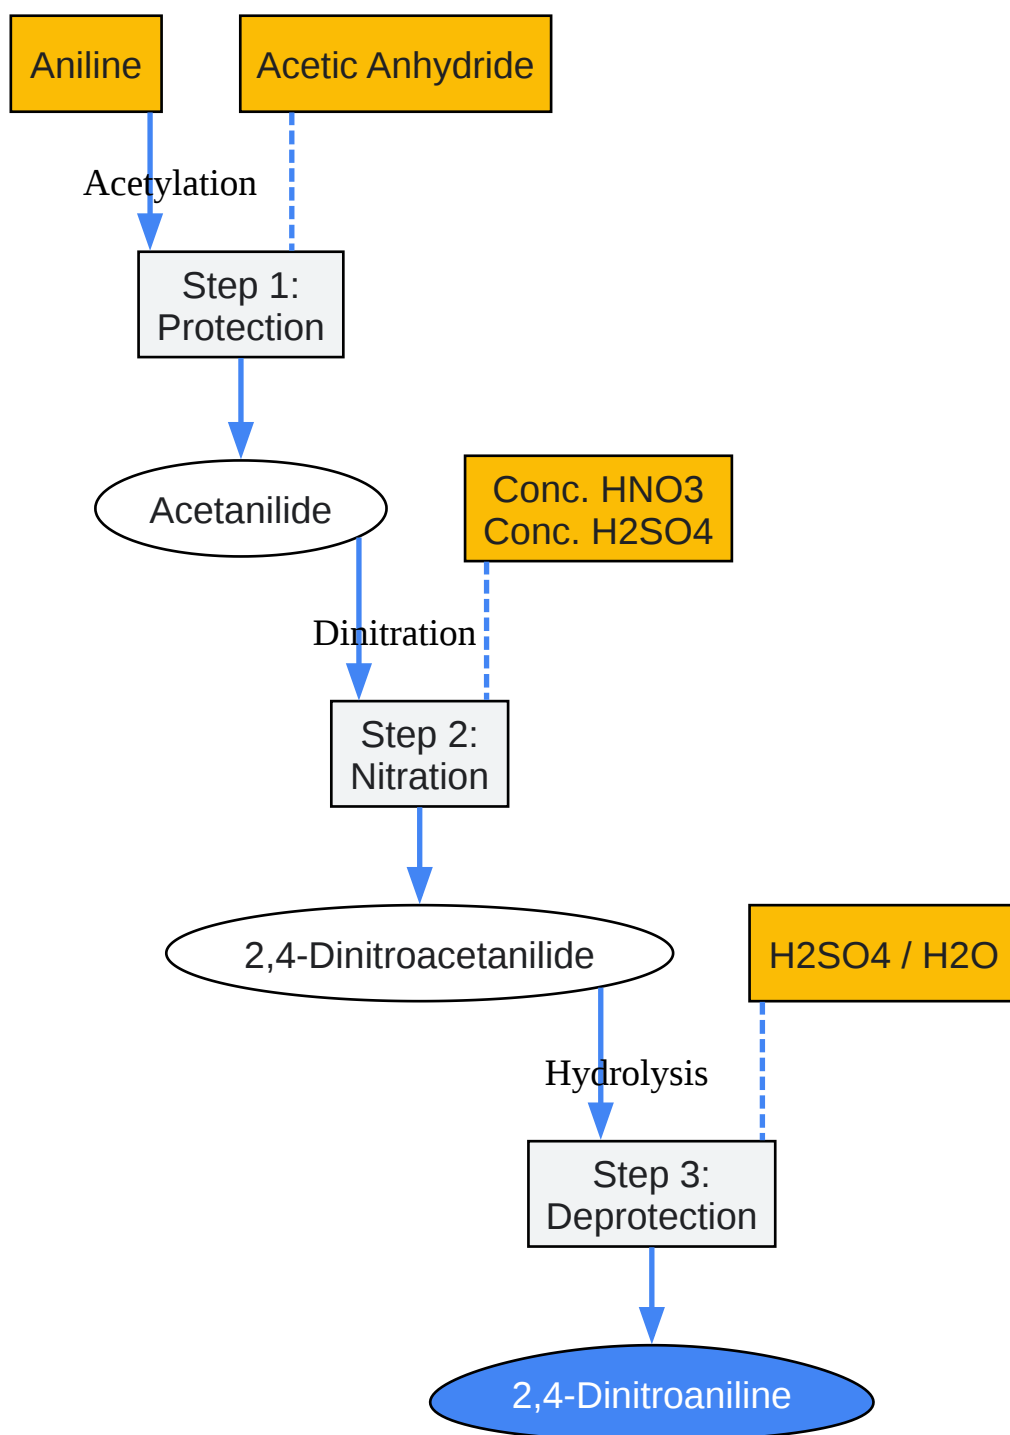 Aniline
Acetic Anhydride
Acetylation
Step 1:
Protection
Acetanilide
Conc. HNO3
Conc. H2SO4
Dinitration
Step 2:
Nitration
2,4-Dinitroacetanilide
H2SO4 / H2O
Hydrolysis
Step 3:
Deprotection
2,4-Dinitroaniline